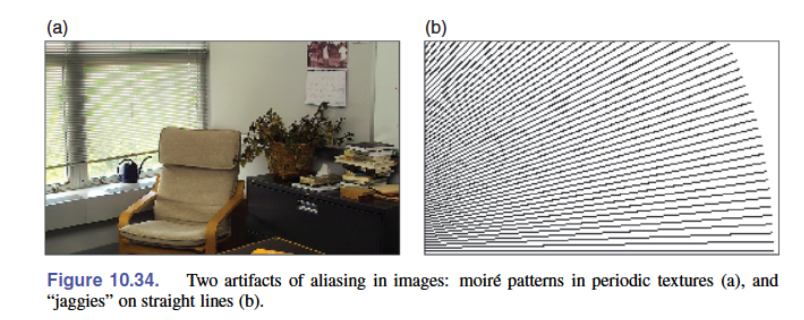 (a)
(b)
Figure 10.34. Two artifacts of aliasing in images: moiré patterns in periodic textures (a), and
“jaggies” on straight lines (b).